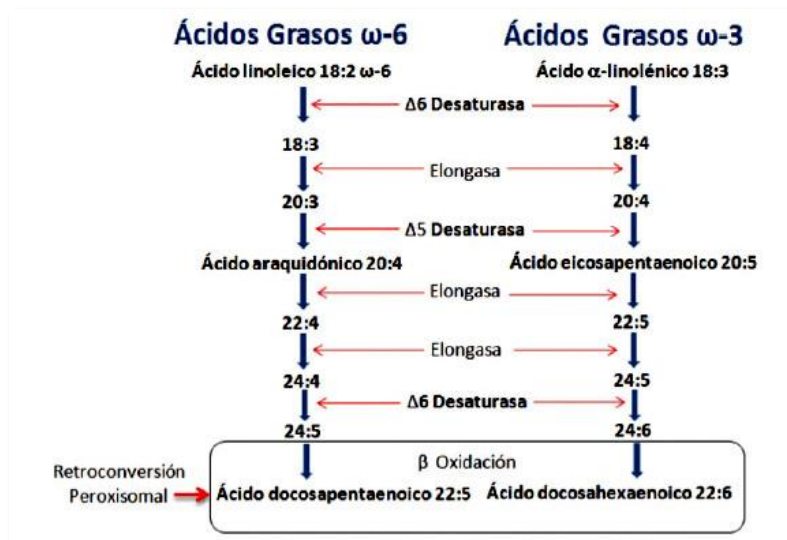 Ácidos Grasos ω-6 Ácidos Grasos ω-3
Ácido linoleico 18:2 ω-6 Ácido α-linolénico 18:3
Δ6 Desaturasa
18:3 18:4
Elongasa
20:3 20:4
Δ5 Desaturasa
Ácido araquidónico 20:4 Ácido eicosapentaenoico 20:5
Elongasa
22:4 22:5
Elongasa
24:4 24:5
Δ6 Desaturasa
24:5 24:6
β Oxidación
Retroconversión
Peroxisomal
Ácido docosapentaenoico 22:5 Ácido docosahexaenoico 22:6